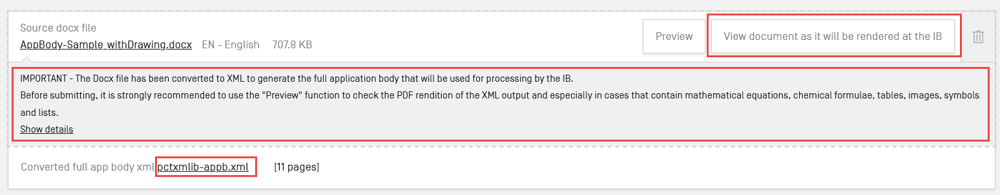 Source docx file
AppBody-Sample_withDrawing.docx EN - English 707.8 KB
Preview
View document as it will be rendered at the IB
IMPORTANT - The Docx file has been converted to XML to generate the full application body that will be used for processing by the IB.
Before submitting, it is strongly recommended to use the "Preview" function to check the PDF rendition of the XML output and especially in cases that contain mathematical equations, chemical formulae, tables, images, symbols
and lists.
Show details
Converted full app body xml pctxmlib-appb.xml [11 pages]